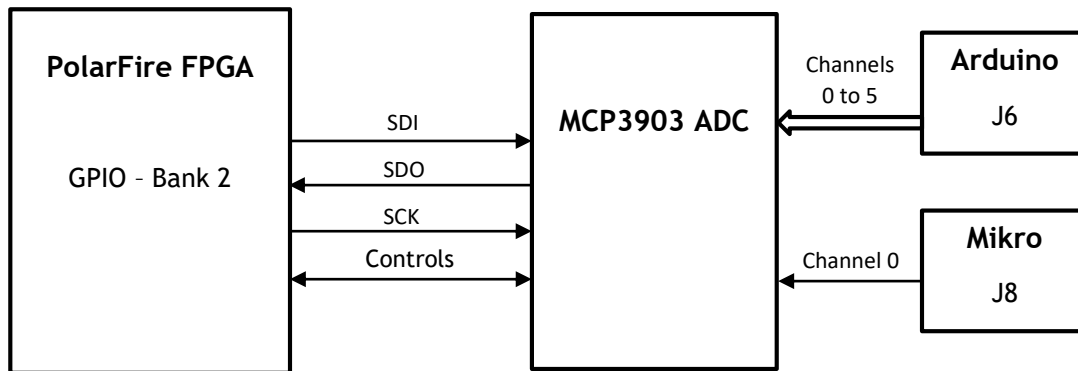 PolarFire FPGA
GPIO - Bank 2
SDI
SDO
SCK
Controls
MCP3903 ADC
Channels
0 to 5
Channel 0
Arduino
J6
Mikro
J8